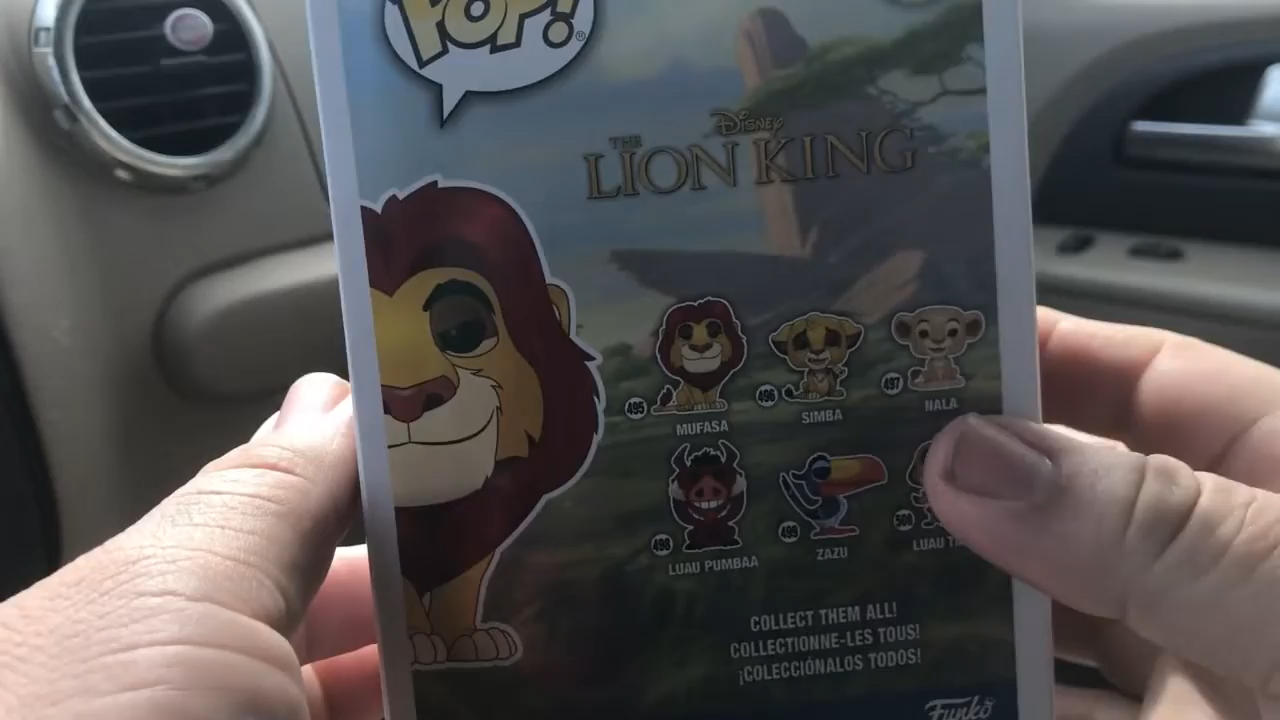 POP!®
Disney
THE
LION KING
495 496 497
MUFASA SIMBA NALA
498 499 500
LUAU PUMBAA ZAZU LUAU
COLLECT THEM ALL!
COLLECTIONNE-LES TOUS!
¡COLECCIÓNALOS TODOS!
Funko